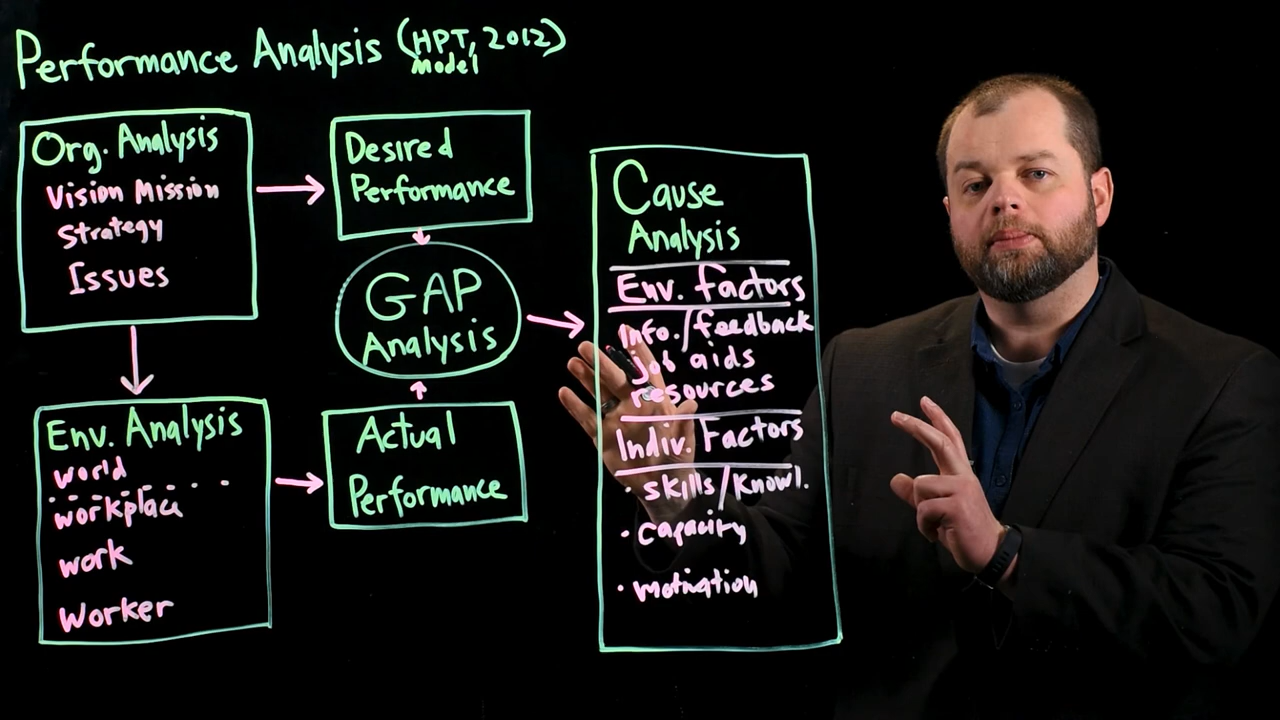 Performance Analysis (HPT, 2012)
Model
Org. Analysis
Vision Mission
Strategy
Issues
Desired
Performance
GAP
Analysis
Env. Analysis
world
workplace
work
Worker
Actual
Performance
Cause
Analysis
Env. factors
info./feedback
job aids
resources
Indiv. Factors
· skills/knowl.
· capacity
· motivation